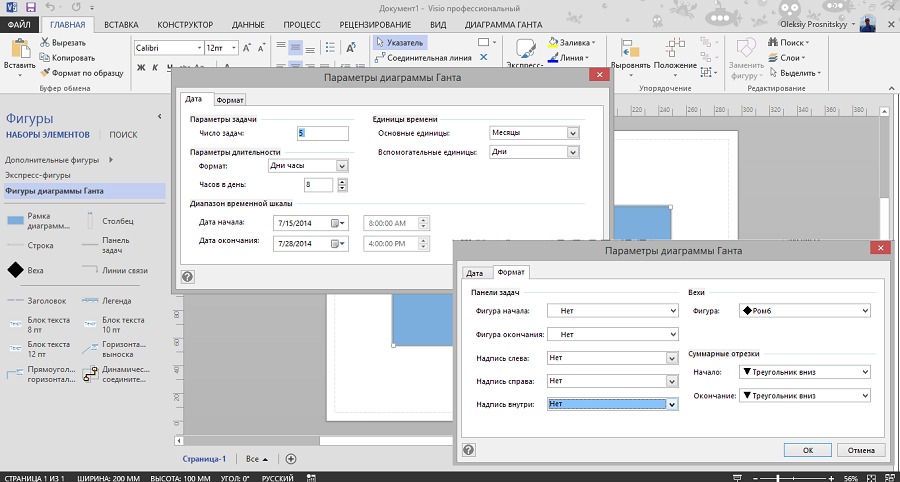 Документ1 - Visio профессиональный
ФАЙЛ ГЛАВНАЯ ВСТАВКА КОНСТРУКТОР ДАННЫЕ ПРОЦЕСС РЕЦЕНЗИРОВАНИЕ ВИД ДИАГРАММА ГАНТА Oleksiy Prosnitskyy
Вставить
Вырезать
Копировать
Формат по образцу
Буфер обмена
Calibri 12пт
Ж К
Указатель
Соединительная линия
Экспресс-
Заливка
Линия
Выровнять Положение
Упорядочение
Заменить фигуру
Поиск
Слои
Выделить
Редактирование
Фигуры
НАБОРЫ ЭЛЕМЕНТОВ ПОИСК
Дополнительные фигуры
Экспресс-фигуры
Фигуры диаграммы Ганта
Рамка диаграмм...
Столбец
Строка
Панель задач
Веха
Линии связи
Заголовок
Легенда
Блок текста 8 пт
Блок текста 10 пт
Блок текста 12 пт
Горизонта... выноска
Прямоугол... горизонтал...
Динамичес... соедините...
Параметры диаграммы Ганта
Дата Формат
Параметры задачи
Число задач: 5
Параметры длительности
Формат: Дни часы
Часов в день: 8
Единицы времени
Основные единицы: Месяцы
Вспомогательные единицы: Дни
Диапазон временной шкалы
Дата начала: 7/15/2014 8:00:00 AM
Дата окончания: 7/28/2014 4:00:00 PM
220 240 260 280 300
Параметры диаграммы Ганта
Дата Формат
Панели задач
Фигура начала: Нет
Фигура окончания: Нет
Надпись слева: Нет
Надпись справа: Нет
Надпись внутри: Нет
Вехи
Фигура: Ромб
Суммарные отрезки
Начало: Треугольник вниз
Окончание: Треугольник вниз
ОК Отмена
Страница-1 Все
СТРАНИЦА 1 ИЗ 1 ШИРИНА: 200 ММ ВЫСОТА: 100 ММ УГОЛ: 0° РУССКИЙ 56%